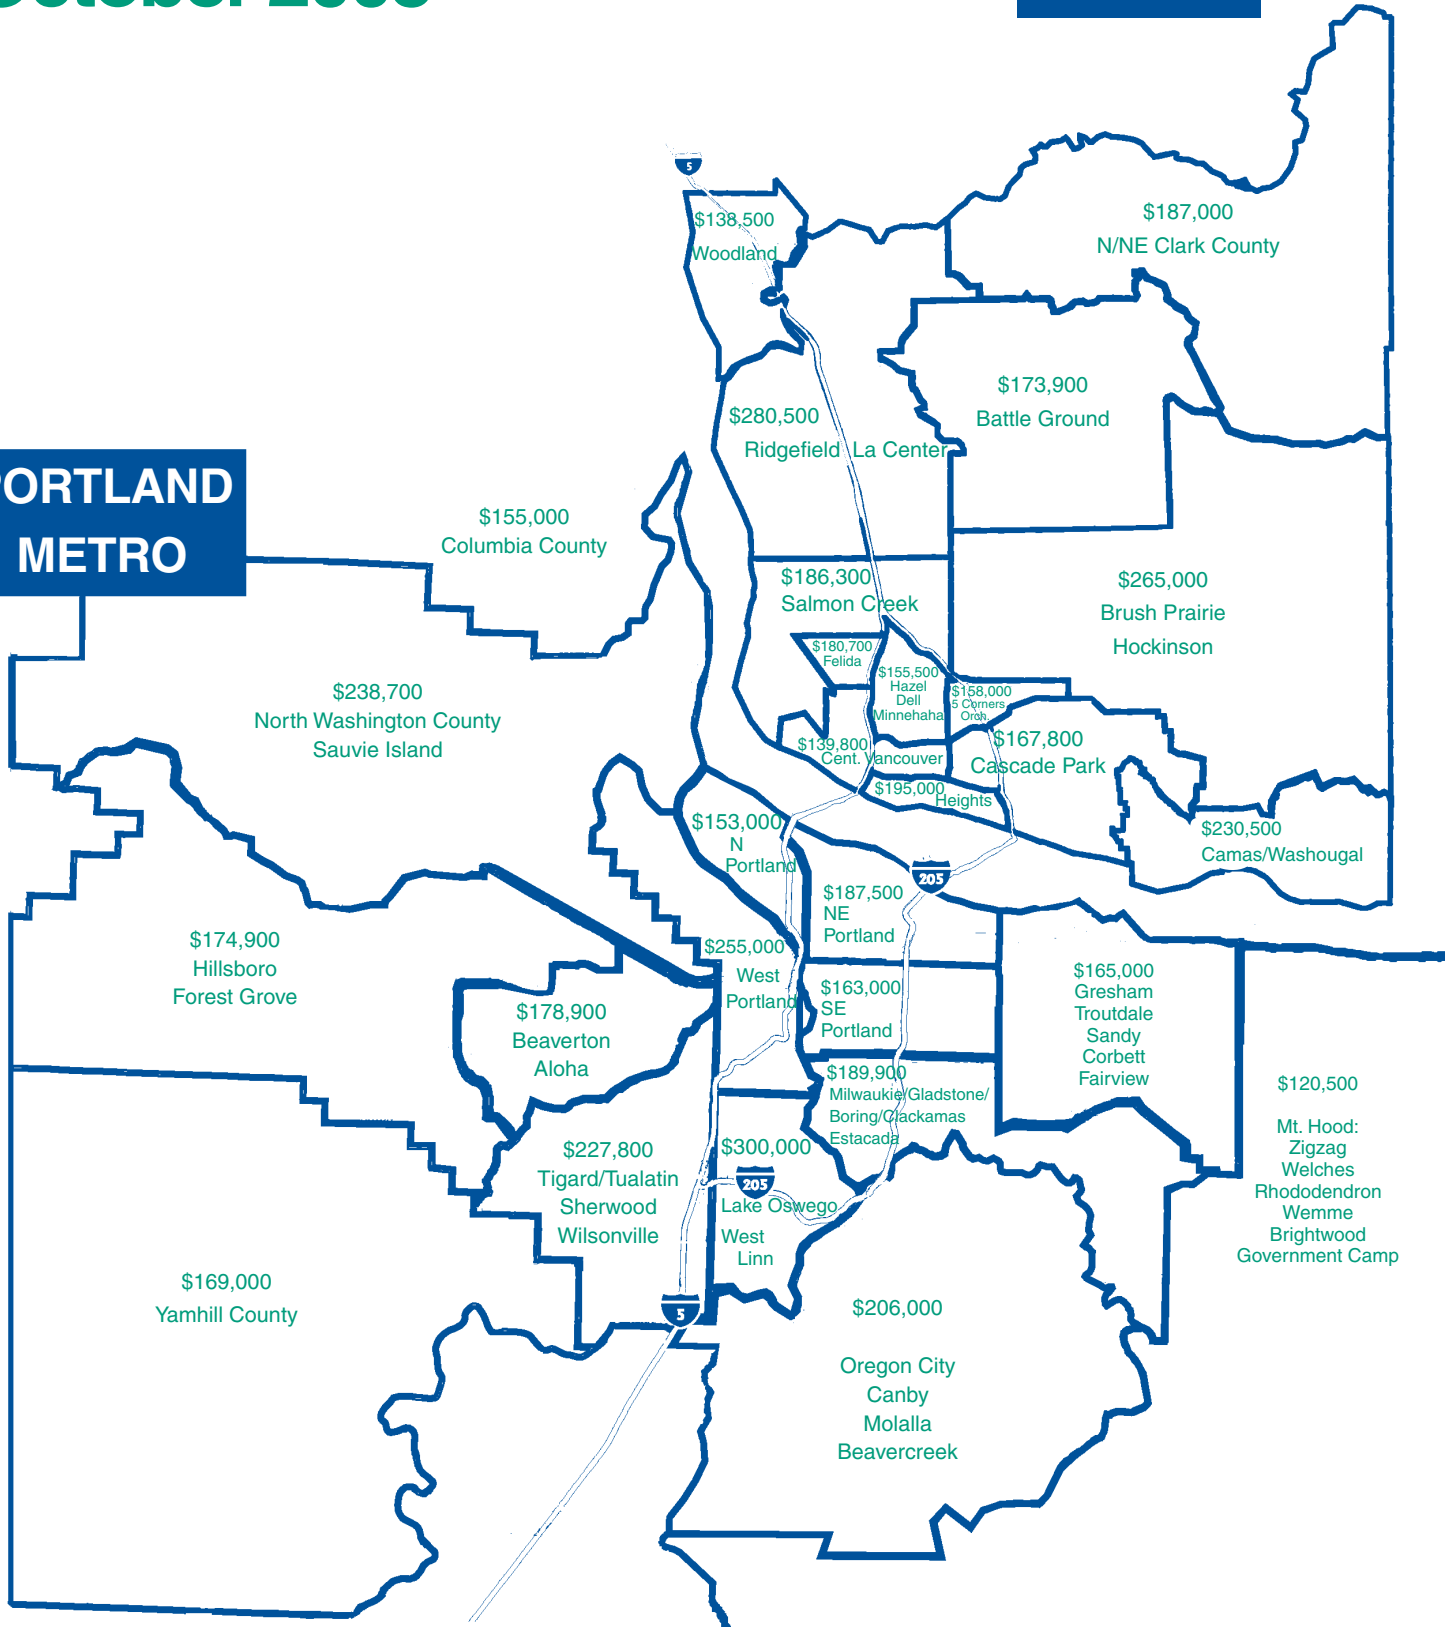 5
$138,500
Woodland
$187,000
N/NE Clark County
$173,900
Battle Ground
$280,500
Ridgefield La Center
PORTLAND
METRO
$155,000
Columbia County
$186,300
Salmon Creek
$265,000
Brush Prairie
Hockinson
$180,700
Felida
$155,500
Hazel
Dell
Minnehaha
$158,000
5 Corners
Orch.
$238,700
North Washington County
Sauvie Island
$139,800
Cent. Vancouver
$167,800
Cascade Park
$195,000
Heights
$153,000
N
Portland
$230,500
Camas/Washougal
205
$187,500
NE
Portland
$174,900
Hillsboro
Forest Grove
$255,000
West
Portland
$163,000
SE
Portland
$165,000
Gresham
Troutdale
Sandy
Corbett
Fairview
$178,900
Beaverton
Aloha
$189,900
Milwaukie/Gladstone/
Boring/Clackamas
Estacada
$120,500
Mt. Hood:
Zigzag
Welches
Rhododendron
Wemme
Brightwood
Government Camp
$227,800
Tigard/Tualatin
Sherwood
Wilsonville
$300,000
205
Lake Oswego
West
Linn
$169,000
Yamhill County
5
$206,000
Oregon City
Canby
Molalla
Beavercreek